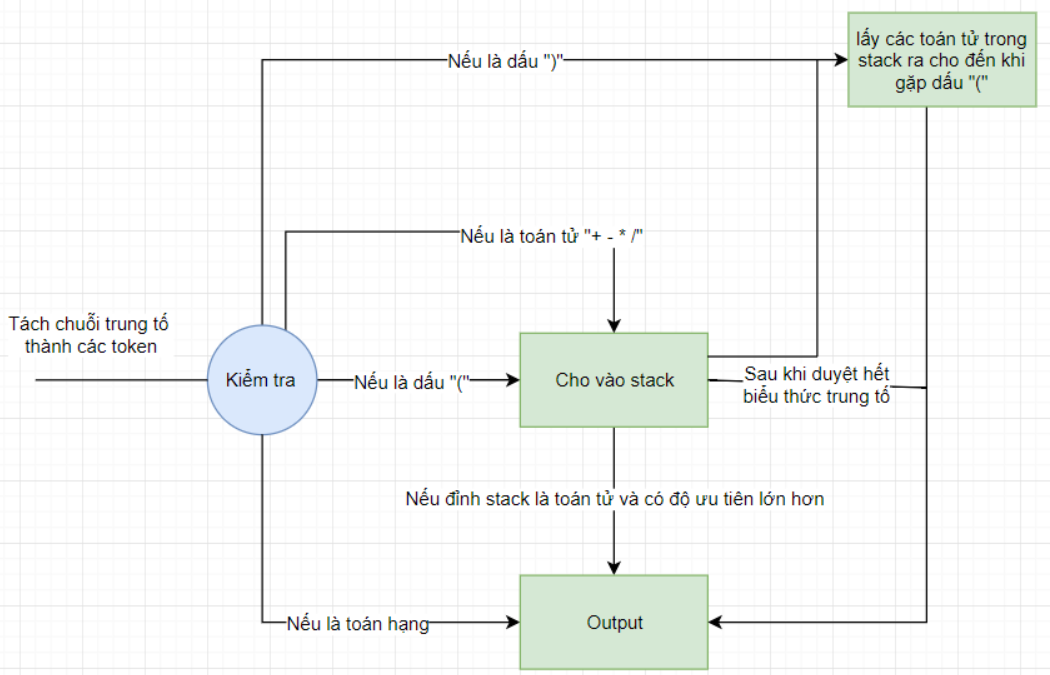 lấy các toán tử trong
stack ra cho đến khi
gặp dấu "("
Nếu là dấu ")"
Nếu là toán tử "+ - * /"
Tách chuỗi trung tố
thành các token
Kiểm tra
Nếu là dấu "("
Cho vào stack
Sau khi duyệt hết
biểu thức trung tố
Nếu đỉnh stack là toán tử và có độ ưu tiên lớn hơn
Nếu là toán hạng
Output